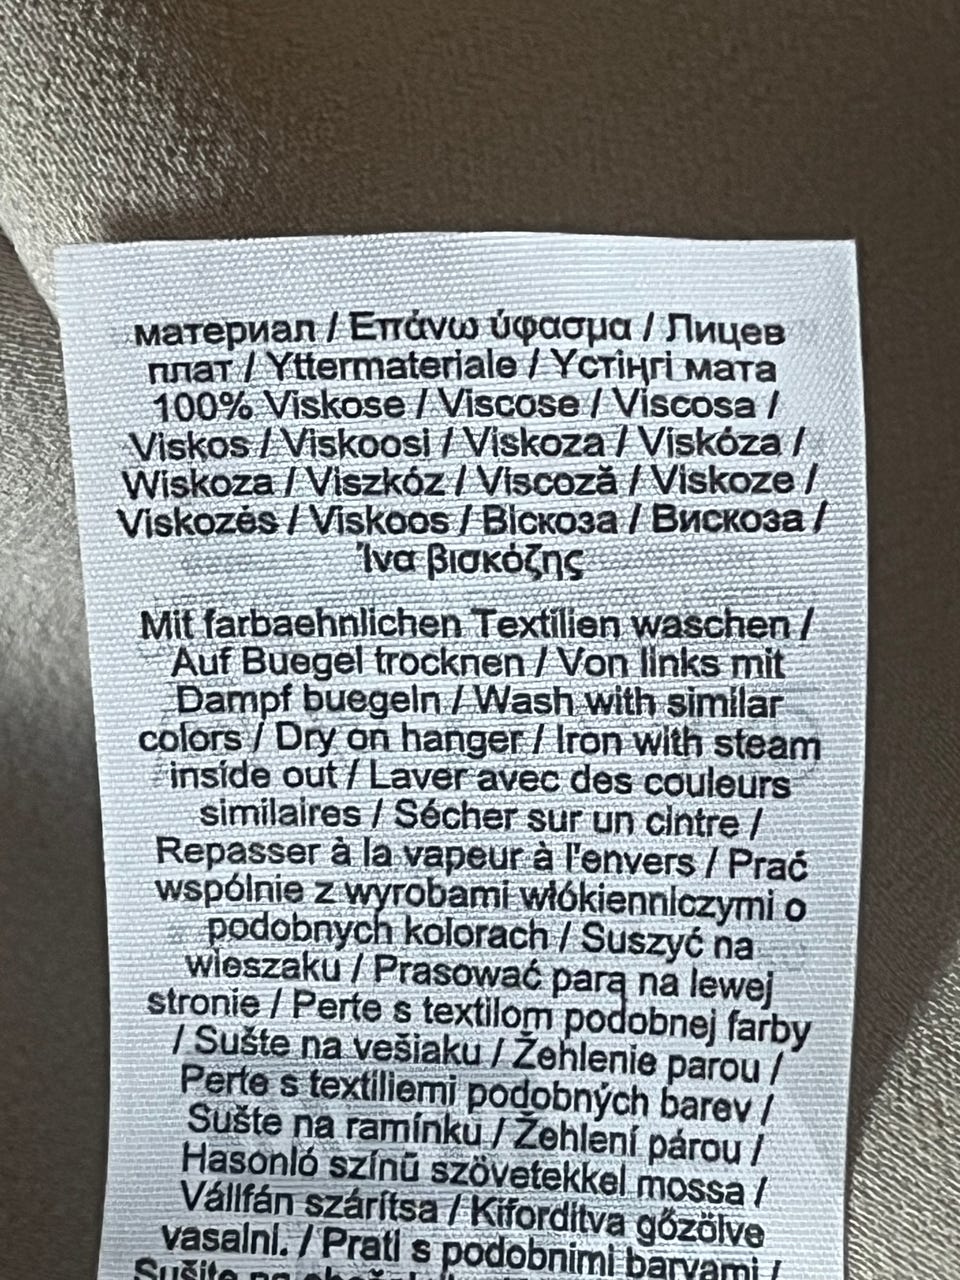 материал / Επάνω ύφασμα / Лицев
плат / Yttermateriale / Үстіңгі мата
100% Viskose / Viscose / Viscosa /
Viskos / Viskoosi / Viskoza / Viskóza /
Wiskoza / Viszkóz / Viscoză / Viskoze /
Viskozės / Viskoos / Віскоза / Вискоза /
Ίνα βισκόζης
Mit farbaehnlichen Textilien waschen /
Auf Buegel trocknen / Von links mit
Dampf buegeln / Wash with similar
colors / Dry on hanger / Iron with steam
inside out / Laver avec des couleurs
similaires / Sécher sur un cintre /
Repasser à la vapeur à l'envers / Prać
wspólnie z wyrobami włókienniczymi o
podobnych kolorach / Suszyć na
wieszaku / Prasować parą na lewej
stronie / Perte s textilom podobnej farby
/ Sušte na vešiaku / Žehlenie parou /
Perte s textiliemi podobných barev /
Sušte na ramínku / Žehlení párou /
Hasonló színű szövetekkel mossa /
Vállfán szárítsa / Kifordítva gőzölve
vasalni. / Prati s podobnimi barvami /
Sušite na